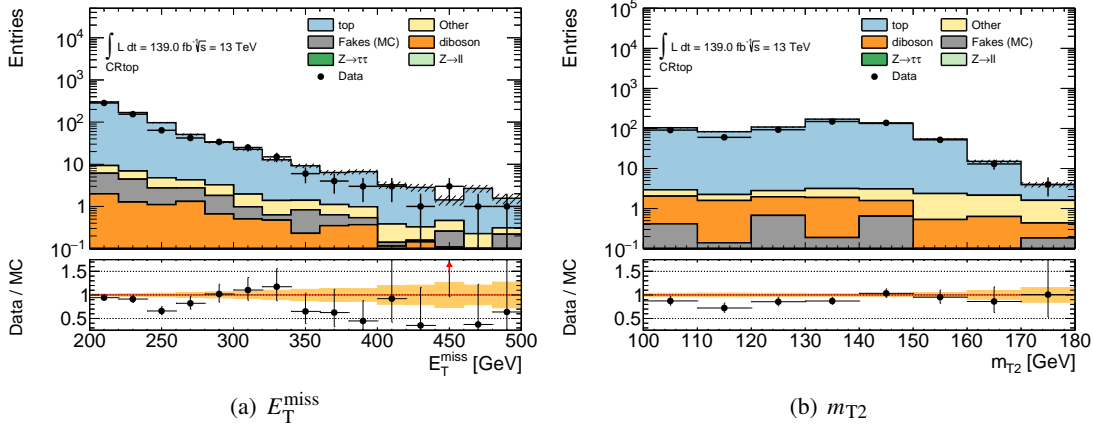 Entries
10⁴
10³
10²
10
1
10⁻¹
∫ L dt = 139.0 fb⁻¹ √s = 13 TeV
CRtop
top
Other
Fakes (MC)
diboson
Z→ττ
Z→ll
Data
Data / MC
1.5
1
0.5
200 250 300 350 400 450 500
E_T^miss [GeV]
(a) E_T^miss
Entries
10⁵
10⁴
10³
10²
10
1
10⁻¹
∫ L dt = 139.0 fb⁻¹ √s = 13 TeV
CRtop
top
Other
diboson
Fakes (MC)
Z→ττ
Z→ll
Data
Data / MC
1.5
1
0.5
100 110 120 130 140 150 160 170 180
m_T2 [GeV]
(b) m_T2